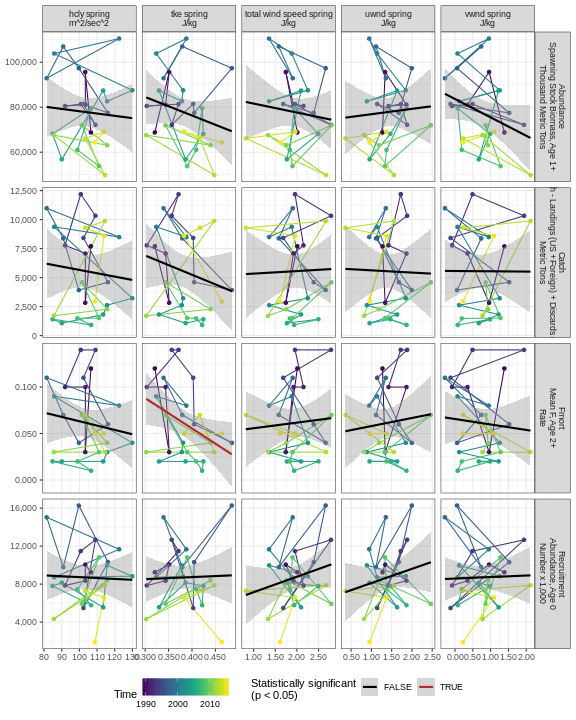 hcly spring
m^2/sec^2
tke spring
J/kg
total wind speed spring
J/kg
uwnd spring
J/kg
vwnd spring
J/kg
100,000
80,000
60,000
Abundance
Spawning Stock Biomass, Age 1+
Thousand Metric Tons
12,500
10,000
7,500
5,000
2,500
0
Catch
h - Landings (US +Foreign) + Discards
Metric Tons
0.100
0.050
0.000
Fmort
Mean F, Age 2+
Rate
16,000
12,000
8,000
4,000
Recruitment
Abundance, Age 0
Number x 1,000
80 90 100 110 120 130
0.300 0.350 0.400 0.450
1.00 1.50 2.00 2.50
0.50 1.00 1.50 2.00 2.50
0.00 0.50 1.00 1.50 2.00
Time
1990 2000 2010
Statistically significant
(p < 0.05)
FALSE
TRUE